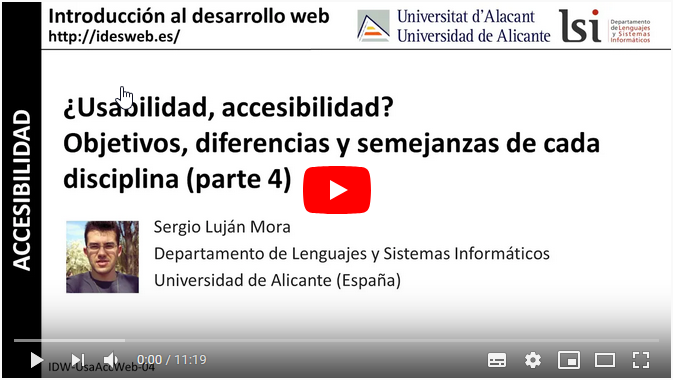 Introducción al desarrollo web
http://idesweb.es/
Universitat d'Alacant
Universidad de Alicante
lsi
Departamento
de Lenguajes
y Sistemas
Informáticos
ACCESIBILIDAD
¿Usabilidad, accesibilidad?
Objetivos, diferencias y semejanzas de cada
disciplina (parte 4)
Sergio Luján Mora
Departamento de Lenguajes y Sistemas Informáticos
Universidad de Alicante (España)
0:00 / 11:19
IDW-UsaAccWeb-04